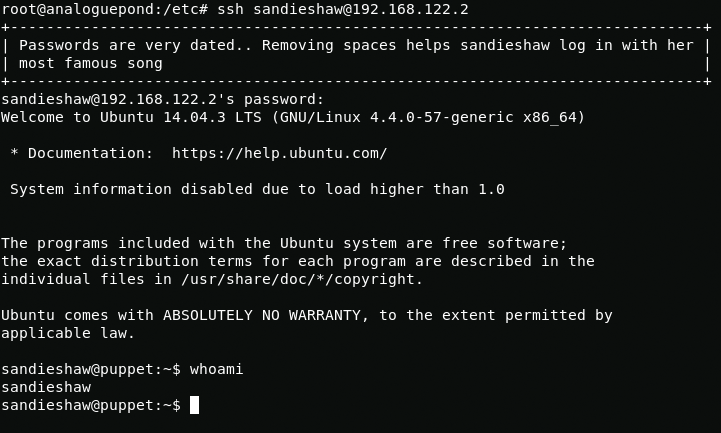 root@analoguepond:/etc# ssh sandieshaw@192.168.122.2
+-----------------------------------------------------------------------------+
| Passwords are very dated.. Removing spaces helps sandieshaw log in with her |
| most famous song                                                            |
+-----------------------------------------------------------------------------+
sandieshaw@192.168.122.2's password:
Welcome to Ubuntu 14.04.3 LTS (GNU/Linux 4.4.0-57-generic x86_64)

 * Documentation:  https://help.ubuntu.com/

 System information disabled due to load higher than 1.0


The programs included with the Ubuntu system are free software;
the exact distribution terms for each program are described in the
individual files in /usr/share/doc/*/copyright.

Ubuntu comes with ABSOLUTELY NO WARRANTY, to the extent permitted by
applicable law.

sandieshaw@puppet:~$ whoami
sandieshaw
sandieshaw@puppet:~$